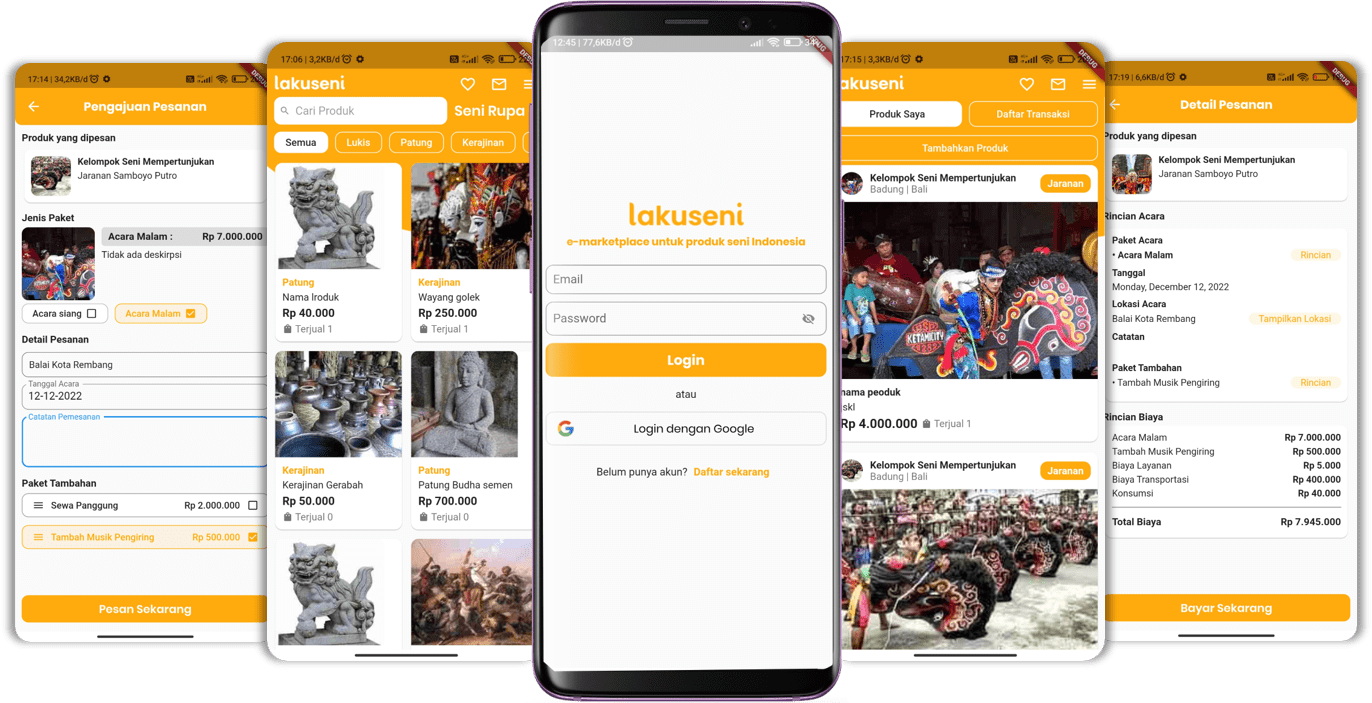 17:14 | 34,2KB/d
DEBUG
Pengajuan Pesanan
Produk yang dipesan
Kelompok Seni Mempertunjukan
Jaranan Samboyo Putro
Jenis Paket
Acara Malam : Rp 7.000.000
Tidak ada deskirpsi
Acara siang
Acara Malam
Detail Pesanan
Balai Kota Rembang
Tanggal Acara
12-12-2022
Catatan Pemesanan
Paket Tambahan
Sewa Panggung Rp 2.000.000
Tambah Musik Pengiring Rp 500.000
Pesan Sekarang
17:06 | 3,2KB/d
DEBUG
lakuseni
Cari Produk
Seni Rupa
Semua Lukis Patung Kerajinan
Patung
Nama lroduk
Rp 40.000
Terjual 1
Kerajinan
Wayang golek
Rp 250.000
Terjual 1
Kerajinan
Kerajinan Gerabah
Rp 50.000
Terjual 0
Patung
Patung Budha semen
Rp 700.000
Terjual 0
12:45 | 77,6KB/d
DEBUG
lakuseni
e-marketplace untuk produk seni Indonesia
Email
Password
Login
atau
Login dengan Google
Belum punya akun? Daftar sekarang
17:15 | 3,3KB/d
DEBUG
lakuseni
Produk Saya
Daftar Transaksi
Tambahkan Produk
Kelompok Seni Mempertunjukan
Badung | Bali
Jaranan
KETAMICITY
nama peoduk
skl
Rp 4.000.000 Terjual 1
Kelompok Seni Mempertunjukan
Badung | Bali
Jaranan
17:19 | 6,6KB/d
DEBUG
Detail Pesanan
Produk yang dipesan
Kelompok Seni Mempertunjukan
Jaranan Samboyo Putro
Rincian Acara
Paket Acara
• Acara Malam Rincian
Tanggal
Monday, December 12, 2022
Lokasi Acara
Balai Kota Rembang Tampilkan Lokasi
Catatan
Paket Tambahan
• Tambah Musik Pengiring Rincian
Rincian Biaya
Acara Malam Rp 7.000.000
Tambah Musik Pengiring Rp 500.000
Biaya Layanan Rp 5.000
Biaya Transportasi Rp 400.000
Konsumsi Rp 40.000
Total Biaya Rp 7.945.000
Bayar Sekarang